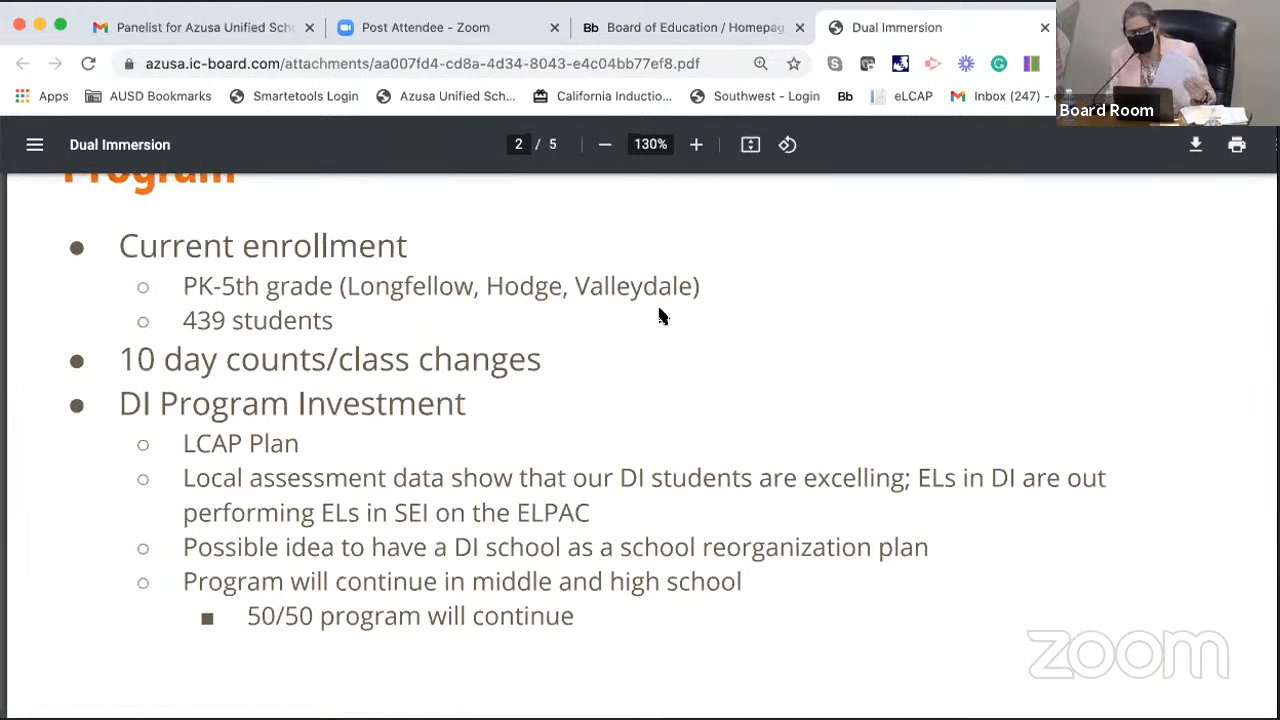 Panelist for Azusa Unified Scho
Post Attendee - Zoom
Bb Board of Education / Homepag
Dual Immersion
azusa.ic-board.com/attachments/aa007fd4-cd8a-4d34-8043-e4c04bb77ef8.pdf
Apps
AUSD Bookmarks
Smartetools Login
Azusa Unified Sch...
California Inductio...
Southwest - Login
Bb
eLCAP
Inbox (247) -
Board Room
Dual Immersion
2 / 5
130%
Program
● Current enrollment
○ PK-5th grade (Longfellow, Hodge, Valleydale)
○ 439 students
● 10 day counts/class changes
● DI Program Investment
○ LCAP Plan
○ Local assessment data show that our DI students are excelling; ELs in DI are out
performing ELs in SEI on the ELPAC
○ Possible idea to have a DI school as a school reorganization plan
○ Program will continue in middle and high school
■ 50/50 program will continue
zoom